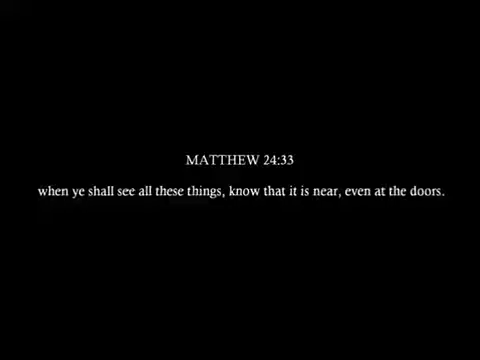 MATTHEW 24:33
when ye shall see all these things, know that it is near, even at the doors.